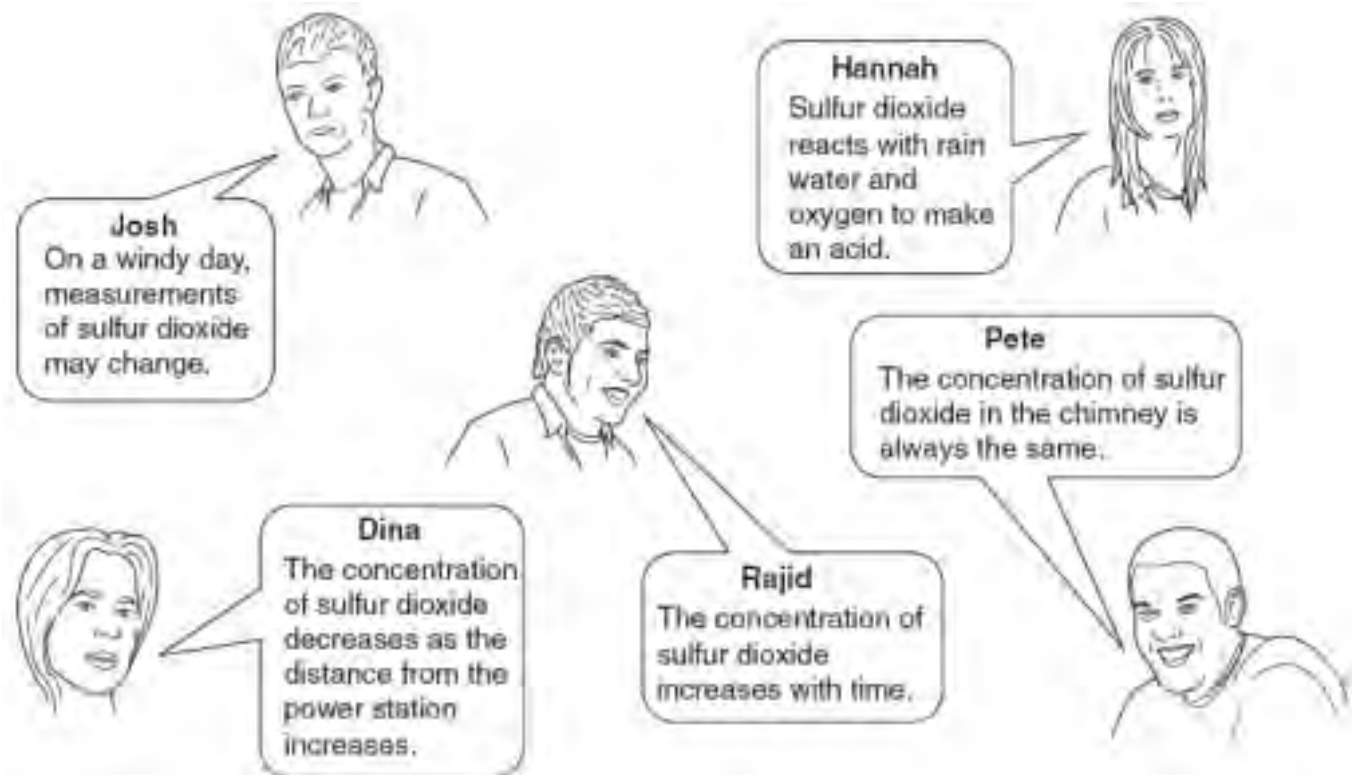 Josh
On a windy day,
measurements
of sulfur dioxide
may change.
Hannah
Sulfur dioxide
reacts with rain
water and
oxygen to make
an acid.
Pete
The concentration of sulfur
dioxide in the chimney is
always the same.
Dina
The concentration
of sulfur dioxide
decreases as the
distance from the
power station
increases.
Rajid
The concentration of
sulfur dioxide
increases with time.